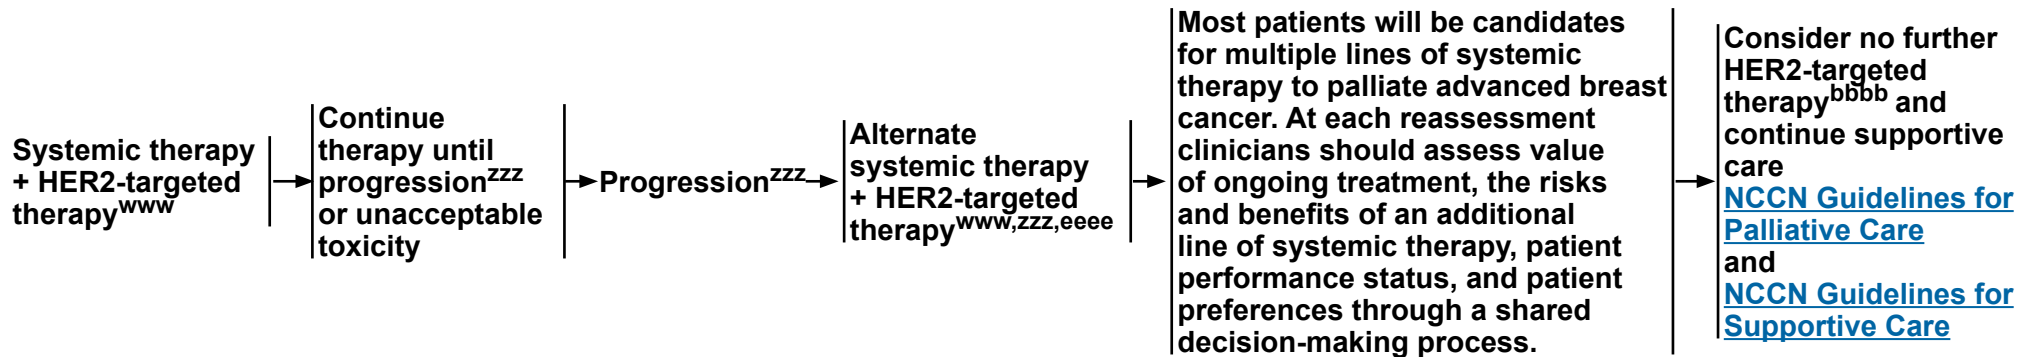 Systemic therapy
+ HER2-targeted
therapywww
Continue
therapy until
progressionzzz
or unacceptable
toxicity
Progressionzzz
Alternate
systemic therapy
+ HER2-targeted
therapywww,zzz,eeee
Most patients will be candidates
for multiple lines of systemic
therapy to palliate advanced breast
cancer. At each reassessment
clinicians should assess value
of ongoing treatment, the risks
and benefits of an additional
line of systemic therapy, patient
performance status, and patient
preferences through a shared
decision-making process.
Consider no further
HER2-targeted
therapybbbb and
continue supportive
care
NCCN Guidelines for
Palliative Care
and
NCCN Guidelines for
Supportive Care